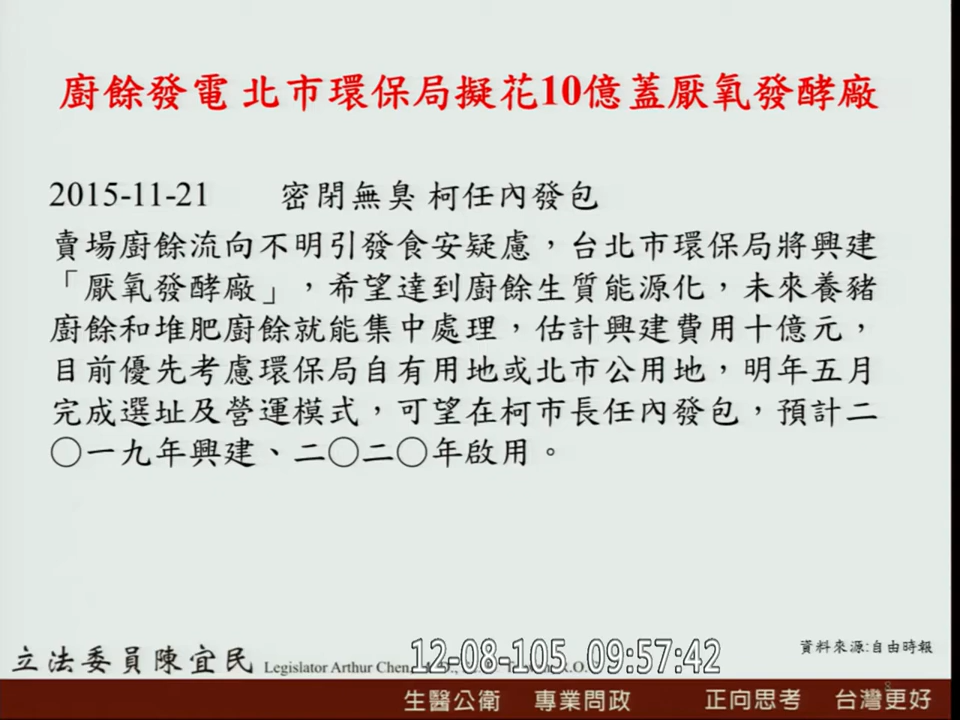 廚餘發電 北市環保局擬花10億蓋厭氧發酵廠
2015-11-21 密閉無臭 柯任內發包
賣場廚餘流向不明引發食安疑慮，台北市環保局將興建
「厭氧發酵廠」，希望達到廚餘生質能源化，未來養豬
廚餘和堆肥廚餘就能集中處理，估計興建費用十億元，
目前優先考慮環保局自有用地或北市公用地，明年五月
完成選址及營運模式，可望在柯市長任內發包，預計二
〇一九年興建、二〇二〇年啟用。
資料來源:自由時報
立法委員陳宜民 Legislator Arthur Chen
12-08-105 09:57:42
生醫公衛 專業問政 正向思考 台灣更好
8